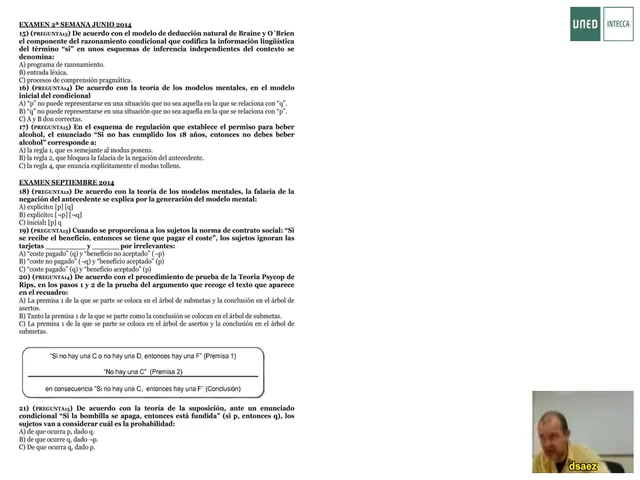 EXAMEN 2ª SEMANA JUNIO 2014
15) (PREGUNTA13) De acuerdo con el modelo de deducción natural de Braine y O´Brien
el componente del razonamiento condicional que codifica la información lingüística
del término “si” en unos esquemas de inferencia independientes del contexto se
denomina:
A) programa de razonamiento.
B) entrada léxica.
C) procesos de comprensión pragmática.
16) (PREGUNTA14) De acuerdo con la teoría de los modelos mentales, en el modelo
inicial del condicional
A) “p” no puede representarse en una situación que no sea aquella en la que se relaciona con “q”.
B) “q” no puede representarse en una situación que no sea aquella en la que se relaciona con “p”.
C) A y B don correctas.
17) (PREGUNTA15) En el esquema de regulación que establece el permiso para beber
alcohol, el enunciado “Si no has cumplido los 18 años, entonces no debes beber
alcohol” corresponde a:
A) la regla 1, que es semejante al modus ponens.
B) la regla 2, que bloquea la falacia de la negación del antecedente.
C) la regla 4, que enuncia explícitamente el modus tollens.
EXAMEN SEPTIEMBRE 2014
18) (PREGUNTA12) De acuerdo con la teoría de los modelos mentales, la falacia de la
negación del antecedente se explica por la generación del modelo mental:
A) explícito: [p] [q]
B) explícito: [¬p] [¬q]
C) inicial: [p] q
19) (PREGUNTA13) Cuando se proporciona a los sujetos la norma de contrato social: “Si
se recibe el beneficio, entonces se tiene que pagar el coste”, los sujetos ignoran las
tarjetas _________ y ______ por irrelevantes:
A) “coste pagado” (q) y “beneficio no aceptado” (¬p)
B) “coste no pagado” (¬q) y “beneficio aceptado” (p)
C) “coste pagado” (q) y “beneficio aceptado” (p)
20) (PREGUNTA14) De acuerdo con el procedimiento de prueba de la Teoría Psycop de
Rips, en los pasos 1 y 2 de la prueba del argumento que recoge el texto que aparece
en el recuadro:
A) La premisa 1 de la que se parte se coloca en el árbol de submetas y la conclusión en el árbol de
asertos.
B) Tanto la premisa 1 de la que se parte como la conclusión se colocan en el árbol de submetas.
C) La premisa 1 de la que se parte se coloca en el árbol de asertos y la conclusión en el árbol de
submetas.
“Si no hay una C o no hay una D, entonces hay una F” (Premisa 1)
“No hay una C” (Premisa 2)
en consecuencia “Si no hay una C, entonces hay una F” (Conclusión)
21) (PREGUNTA15) De acuerdo con la teoría de la suposición, ante un enunciado
condicional “Si la bombilla se apaga, entonces está fundida” (si p, entonces q), los
sujetos van a considerar cuál es la probabilidad:
A) de que ocurra p, dado q.
B) de que ocurre q, dado ¬p.
C) De que ocurra q, dado p.
UNED
INTECCA
dsaez